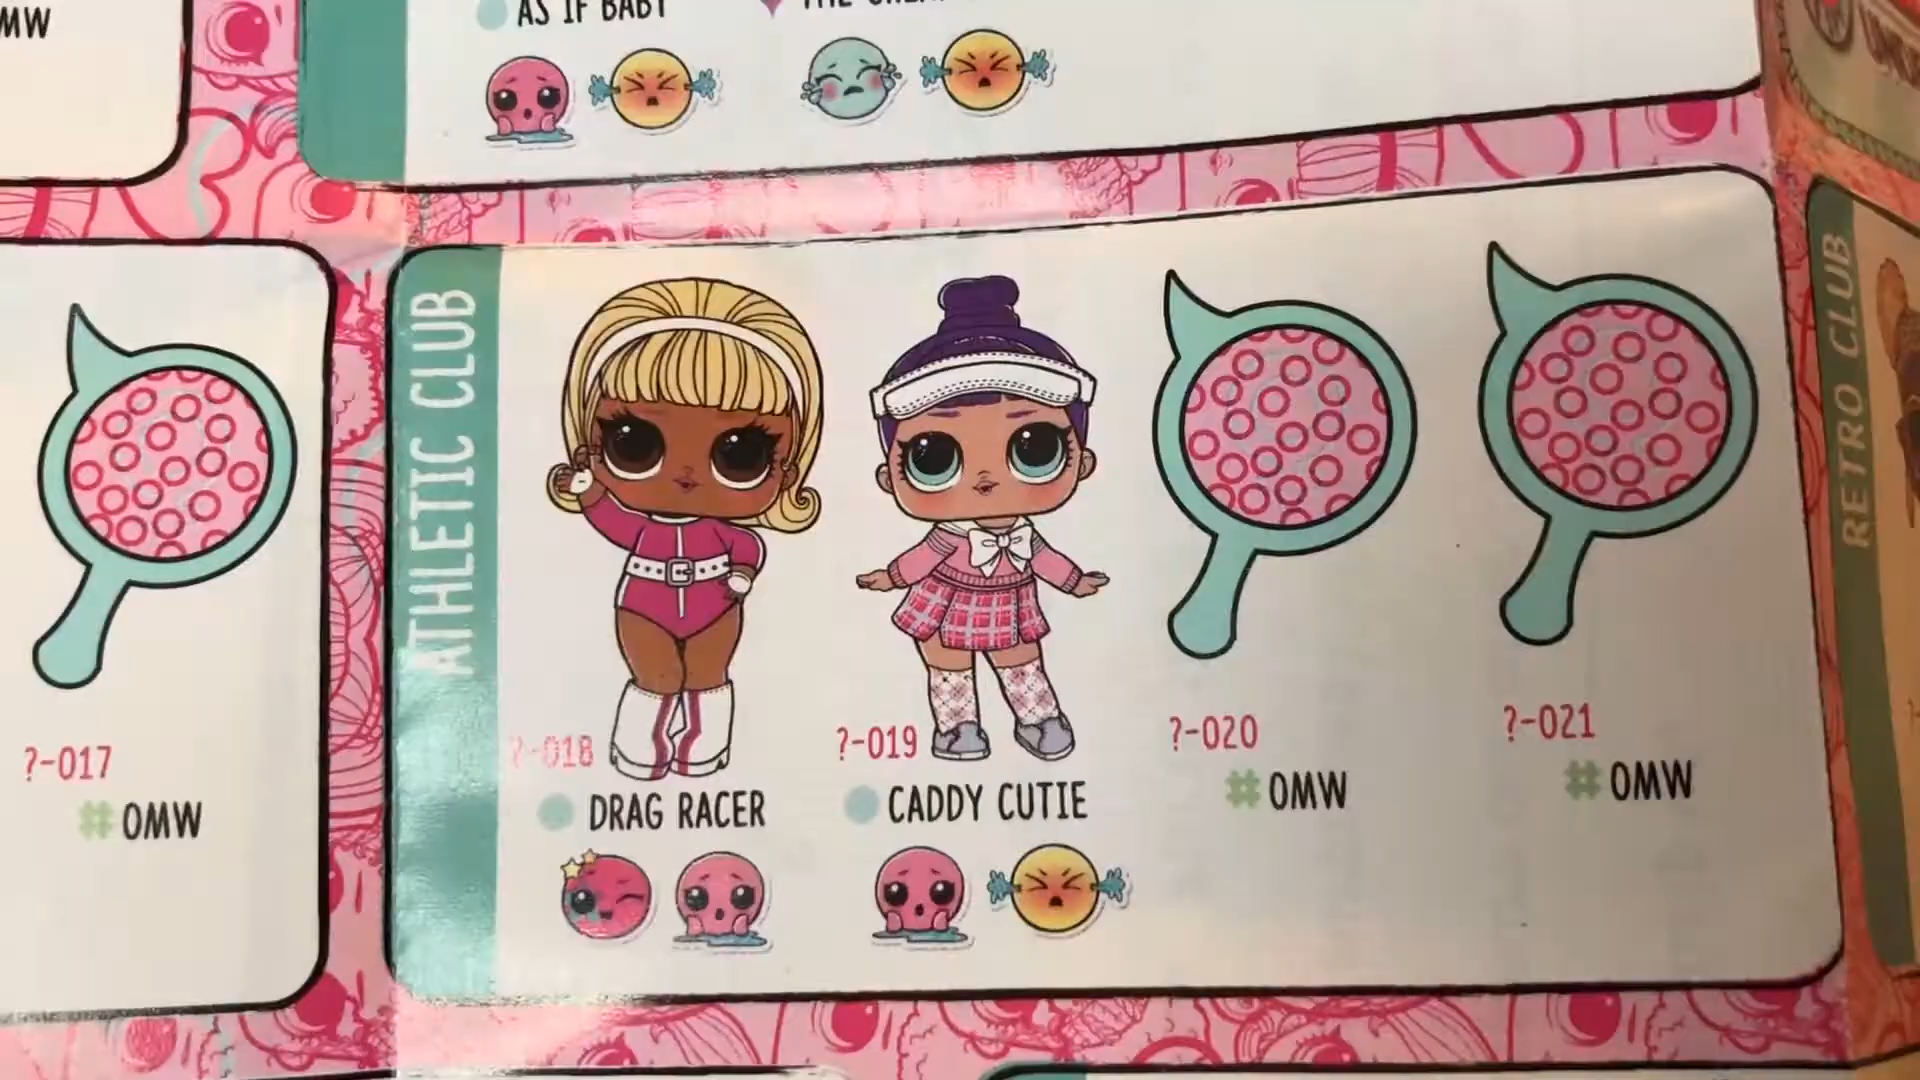 MW
AS IF BABY
ATHLETIC CLUB
RETRO CLUB
?-017
#OMW
?-018
DRAG RACER
?-019
CADDY CUTIE
?-020
#OMW
?-021
#OMW